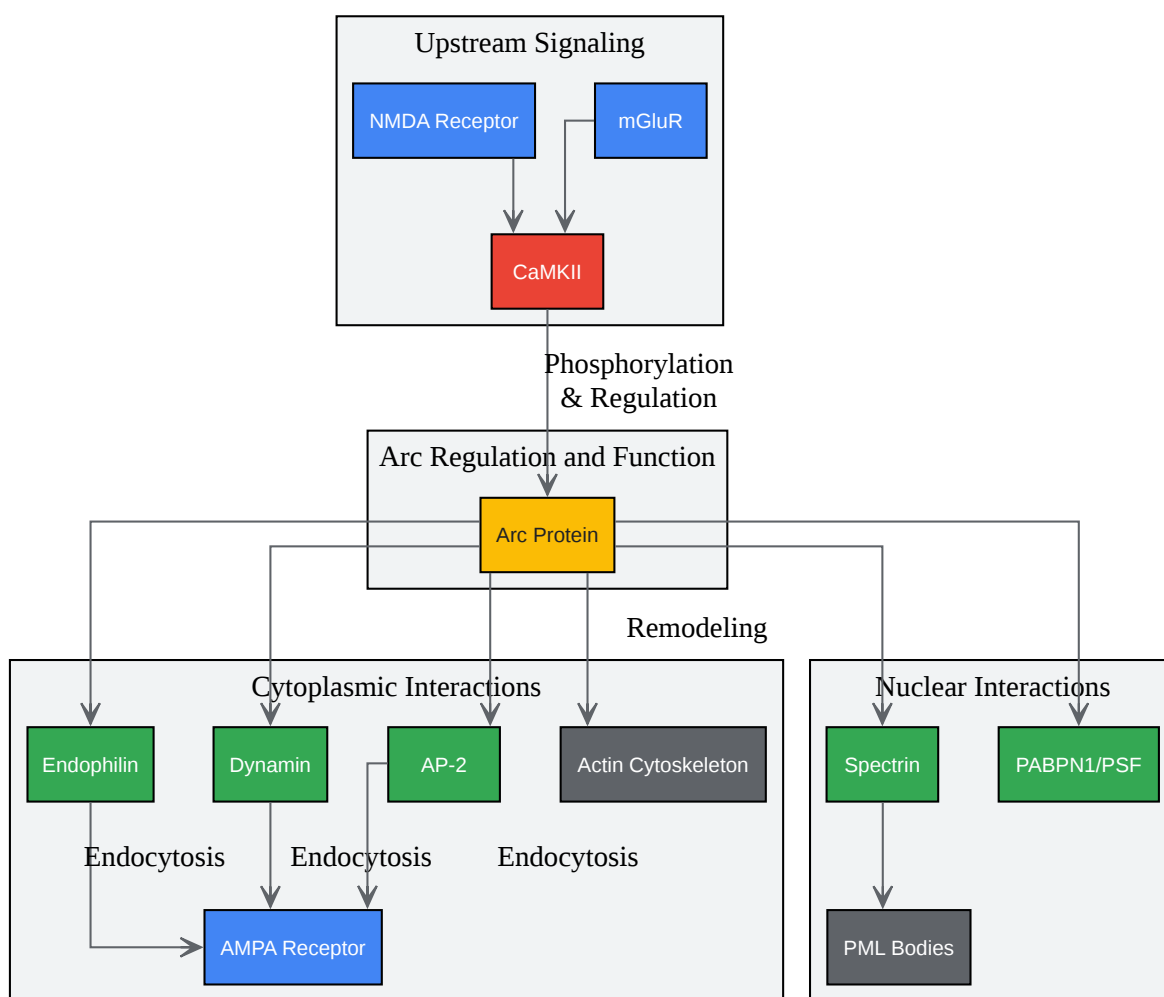 Upstream Signaling
NMDA Receptor
mGluR
CaMKII
Phosphorylation
& Regulation
Arc Regulation and Function
Arc Protein
Remodeling
Cytoplasmic Interactions
Nuclear Interactions
Endophilin
Dynamin
AP-2
Actin Cytoskeleton
Spectrin
PABPN1/PSF
Endocytosis
Endocytosis
Endocytosis
AMPA Receptor
PML Bodies